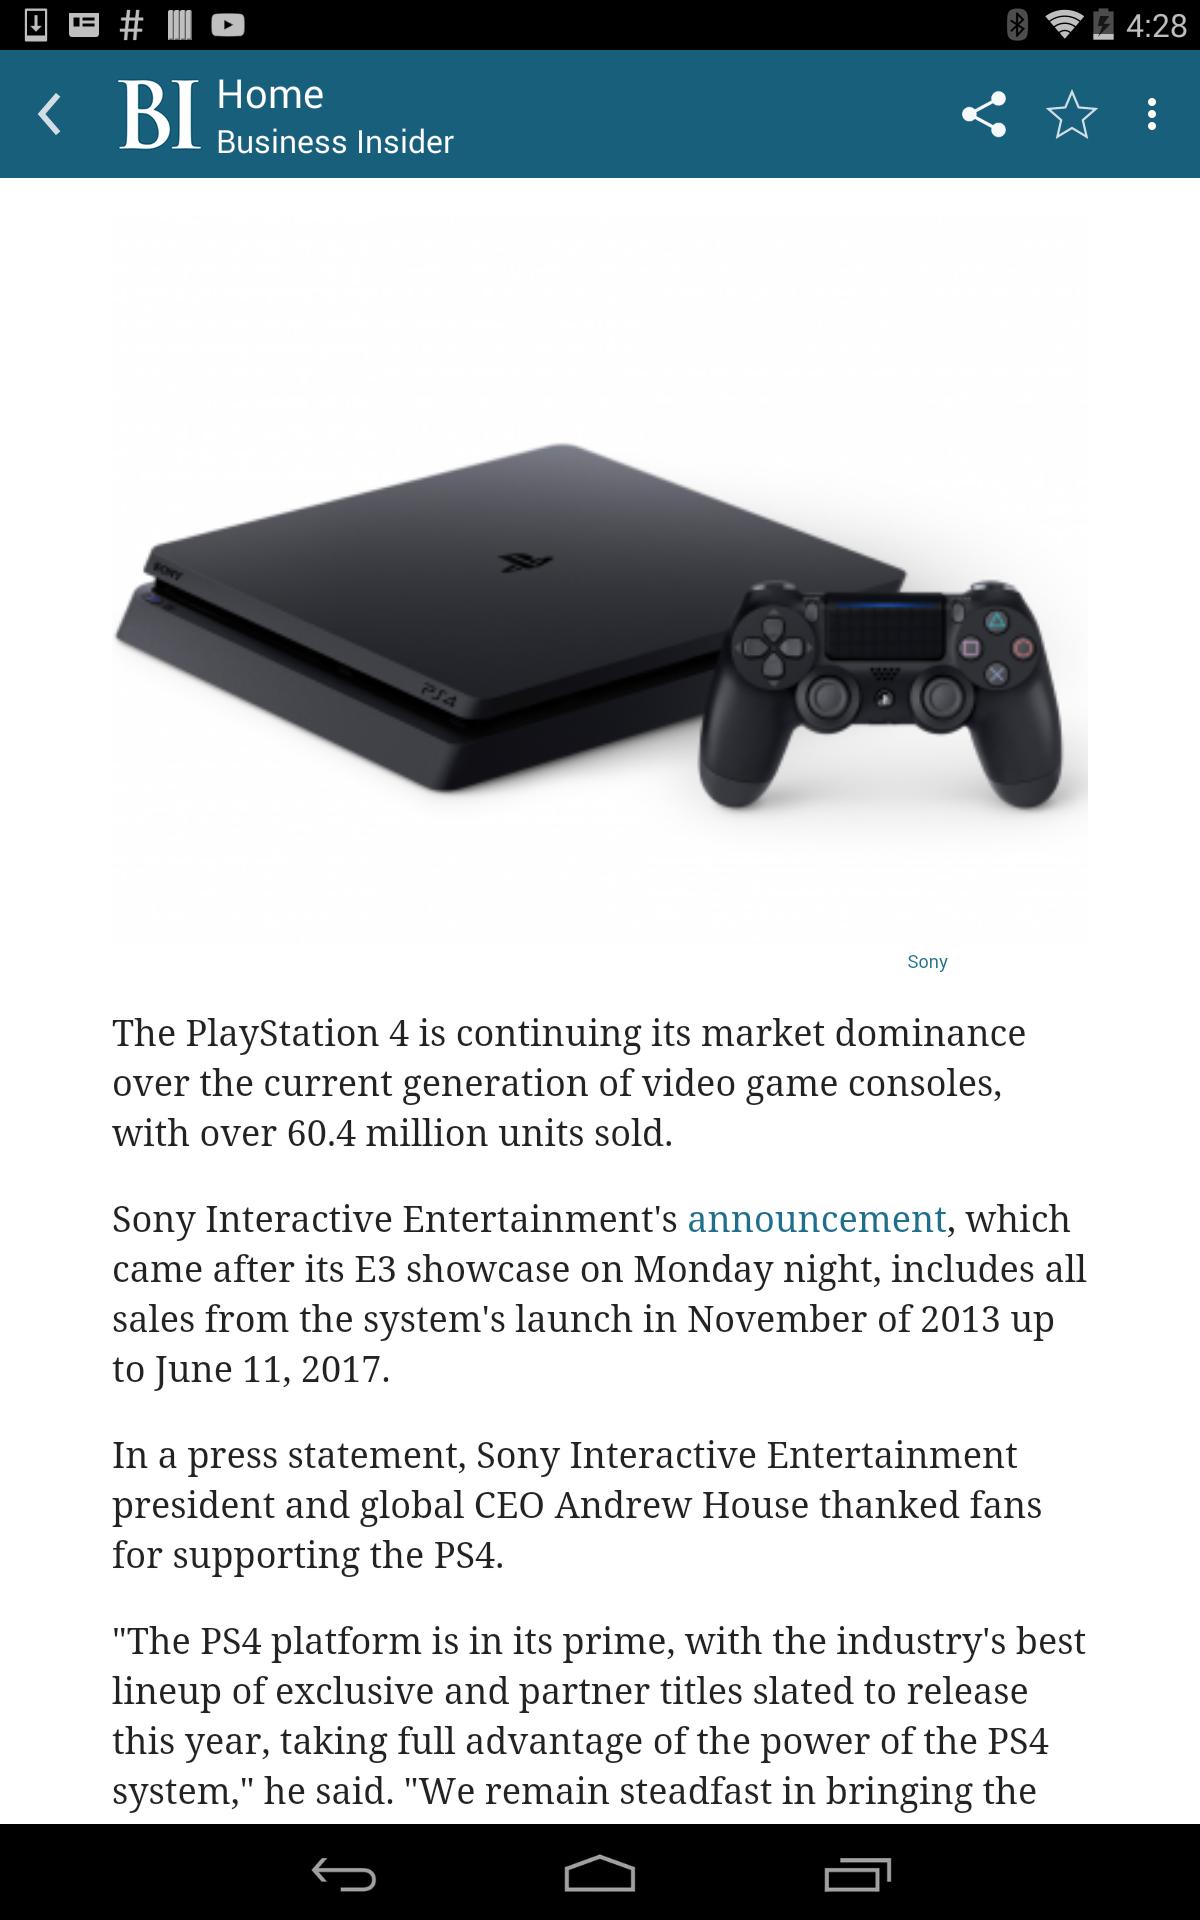 4:28
BI
Home
Business Insider
SONY
PS4
Sony
The PlayStation 4 is continuing its market dominance
over the current generation of video game consoles,
with over 60.4 million units sold.
Sony Interactive Entertainment's announcement, which
came after its E3 showcase on Monday night, includes all
sales from the system's launch in November of 2013 up
to June 11, 2017.
In a press statement, Sony Interactive Entertainment
president and global CEO Andrew House thanked fans
for supporting the PS4.
"The PS4 platform is in its prime, with the industry's best
lineup of exclusive and partner titles slated to release
this year, taking full advantage of the power of the PS4
system," he said. "We remain steadfast in bringing the